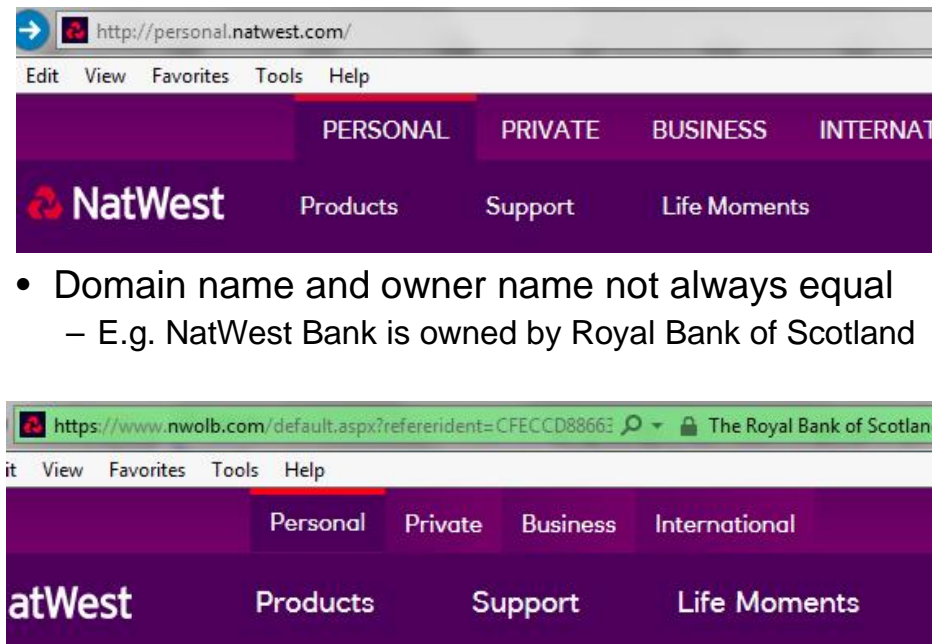 http://personal.natwest.com/
Edit View Favorites Tools Help
PERSONAL PRIVATE BUSINESS INTERNAT
NatWest Products Support Life Moments
• Domain name and owner name not always equal
– E.g. NatWest Bank is owned by Royal Bank of Scotland
https://www.nwolb.com/default.aspx?refererident=CFECCD88663 The Royal Bank of Scotlan
it View Favorites Tools Help
Personal Private Business International
atWest Products Support Life Moments